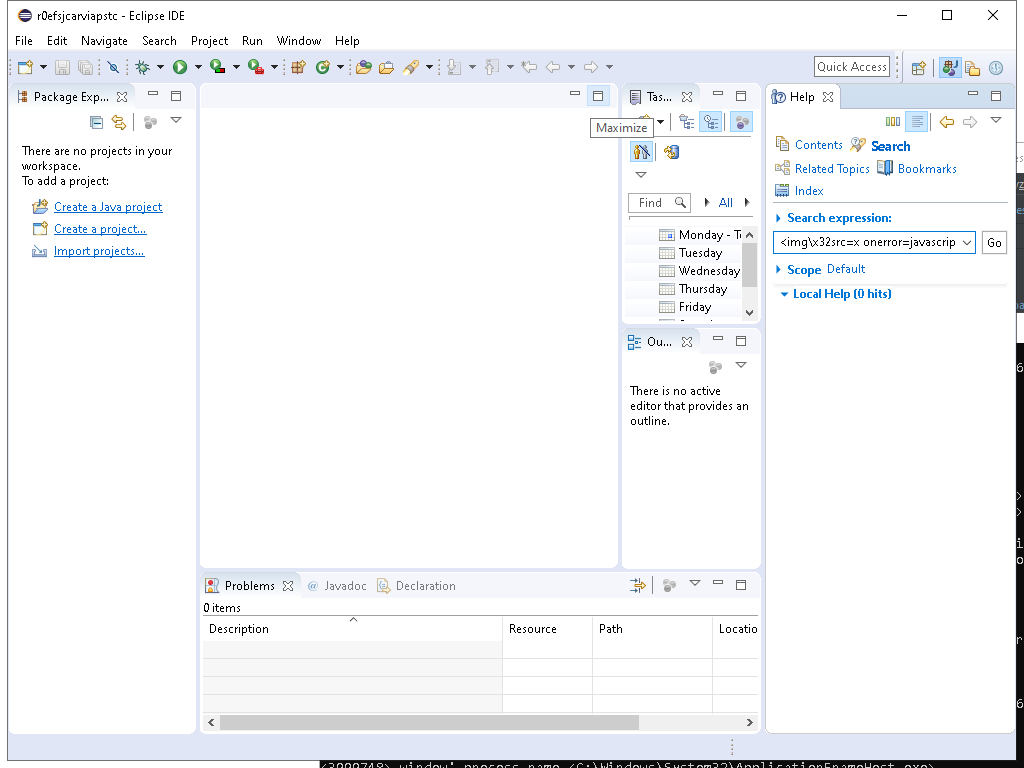 r0efsjcarviapstc - Eclipse IDE
File Edit Navigate Search Project Run Window Help
Quick Access
Package Exp...
Tas...
Help
Maximize
There are no projects in your
workspace.
To add a project:
Create a Java project
Create a project...
Import projects...
Find
All
Monday - T
Tuesday
Wednesday
Thursday
Friday
Ou...
There is no active
editor that provides an
outline.
Contents Search
Related Topics Bookmarks
Index
Search expression:
<img\x32src=x onerror=javascrip
Go
Scope Default
Local Help (0 hits)
Problems Javadoc Declaration
0 items
Description Resource Path Locatio
<3999748> window' process name <C:\Windows\System32\ApplicationFrameHost.exe>